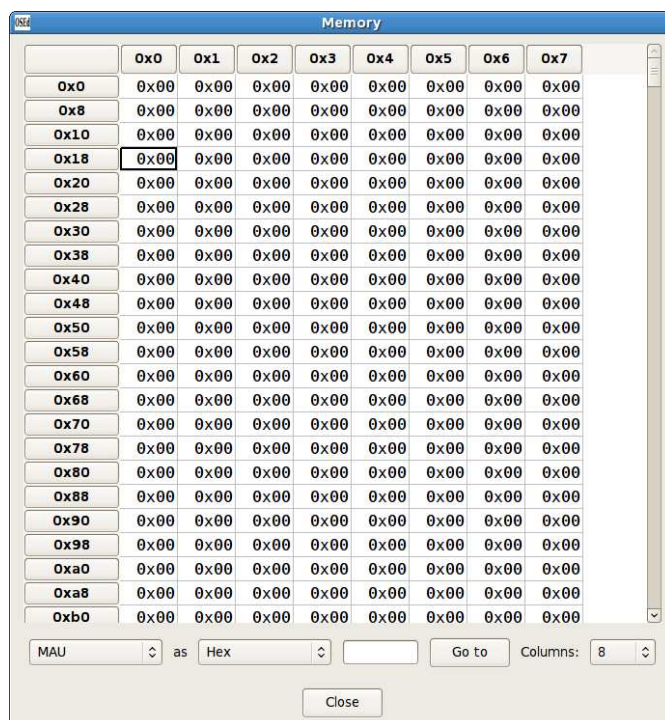 OSEd Memory
0x0 0x1 0x2 0x3 0x4 0x5 0x6 0x7
0x0 0x00 0x00 0x00 0x00 0x00 0x00 0x00 0x00
0x8 0x00 0x00 0x00 0x00 0x00 0x00 0x00 0x00
0x10 0x00 0x00 0x00 0x00 0x00 0x00 0x00 0x00
0x18 0x00 0x00 0x00 0x00 0x00 0x00 0x00 0x00
0x20 0x00 0x00 0x00 0x00 0x00 0x00 0x00 0x00
0x28 0x00 0x00 0x00 0x00 0x00 0x00 0x00 0x00
0x30 0x00 0x00 0x00 0x00 0x00 0x00 0x00 0x00
0x38 0x00 0x00 0x00 0x00 0x00 0x00 0x00 0x00
0x40 0x00 0x00 0x00 0x00 0x00 0x00 0x00 0x00
0x48 0x00 0x00 0x00 0x00 0x00 0x00 0x00 0x00
0x50 0x00 0x00 0x00 0x00 0x00 0x00 0x00 0x00
0x58 0x00 0x00 0x00 0x00 0x00 0x00 0x00 0x00
0x60 0x00 0x00 0x00 0x00 0x00 0x00 0x00 0x00
0x68 0x00 0x00 0x00 0x00 0x00 0x00 0x00 0x00
0x70 0x00 0x00 0x00 0x00 0x00 0x00 0x00 0x00
0x78 0x00 0x00 0x00 0x00 0x00 0x00 0x00 0x00
0x80 0x00 0x00 0x00 0x00 0x00 0x00 0x00 0x00
0x88 0x00 0x00 0x00 0x00 0x00 0x00 0x00 0x00
0x90 0x00 0x00 0x00 0x00 0x00 0x00 0x00 0x00
0x98 0x00 0x00 0x00 0x00 0x00 0x00 0x00 0x00
0xa0 0x00 0x00 0x00 0x00 0x00 0x00 0x00 0x00
0xa8 0x00 0x00 0x00 0x00 0x00 0x00 0x00 0x00
0xb0 0x00 0x00 0x00 0x00 0x00 0x00 0x00 0x00
MAU as Hex Go to Columns: 8
Close